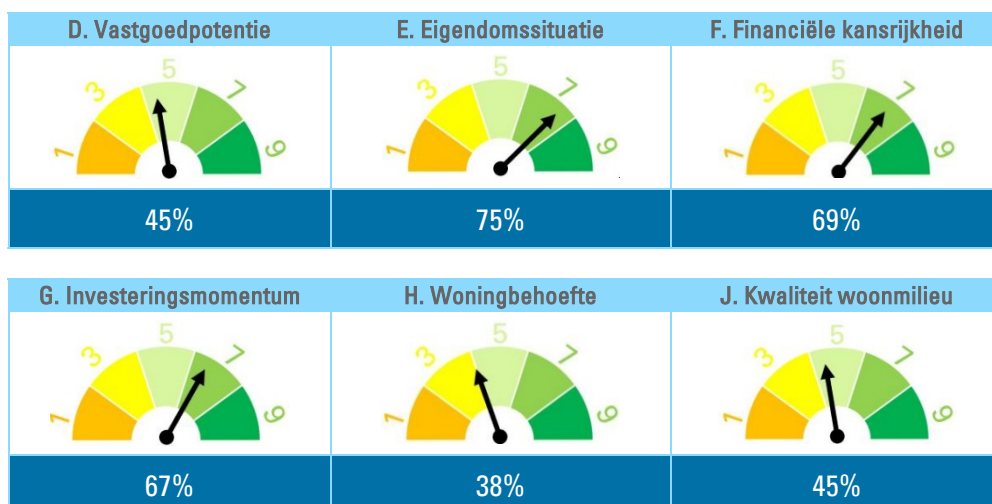 D. Vastgoedpotentie E. Eigendomssituatie F. Financiële kansrijkheid
1 3 5 7 9 1 3 5 7 9 1 3 5 7 9
45% 75% 69%
G. Investeringsmomentum H. Woningbehoefte J. Kwaliteit woonmilieu
1 3 5 7 9 1 3 5 7 9 1 3 5 7 9
67% 38% 45%